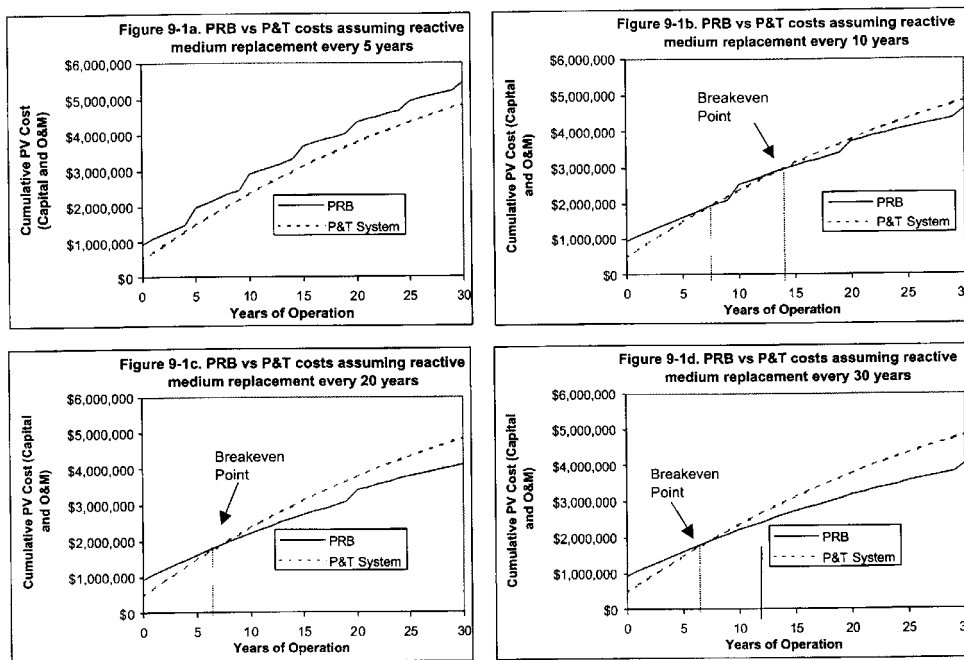 Figure 9-1a. PRB vs P&T costs assuming reactive
medium replacement every 5 years
Cumulative PV Cost
(Capital and O&M)
$6,000,000
$5,000,000
$4,000,000
$3,000,000
$2,000,000
$1,000,000
$0
PRB
P&T System
0 5 10 15 20 25 30
Years of Operation
Figure 9-1b. PRB vs P&T costs assuming reactive
medium replacement every 10 years
Cumulative PV Cost (Capital
and O&M)
$6,000,000
$5,000,000
$4,000,000
$3,000,000
$2,000,000
$1,000,000
$0
Breakeven
Point
PRB
P&T System
0 5 10 15 20 25 30
Years of Operation
Figure 9-1c. PRB vs P&T costs assuming reactive
medium replacement every 20 years
Cumulative PV Cost (Capital
and O&M)
$6,000,000
$5,000,000
$4,000,000
$3,000,000
$2,000,000
$1,000,000
$0
Breakeven
Point
PRB
P&T System
0 5 10 15 20 25 30
Years of Operation
Figure 9-1d. PRB vs P&T costs assuming reactive
medium replacement every 30 years
Cumulative PV Cost (Capital
and O&M)
$6,000,000
$5,000,000
$4,000,000
$3,000,000
$2,000,000
$1,000,000
$0
Breakeven
Point
PRB
P&T System
0 5 10 15 20 25 30
Years of Operation